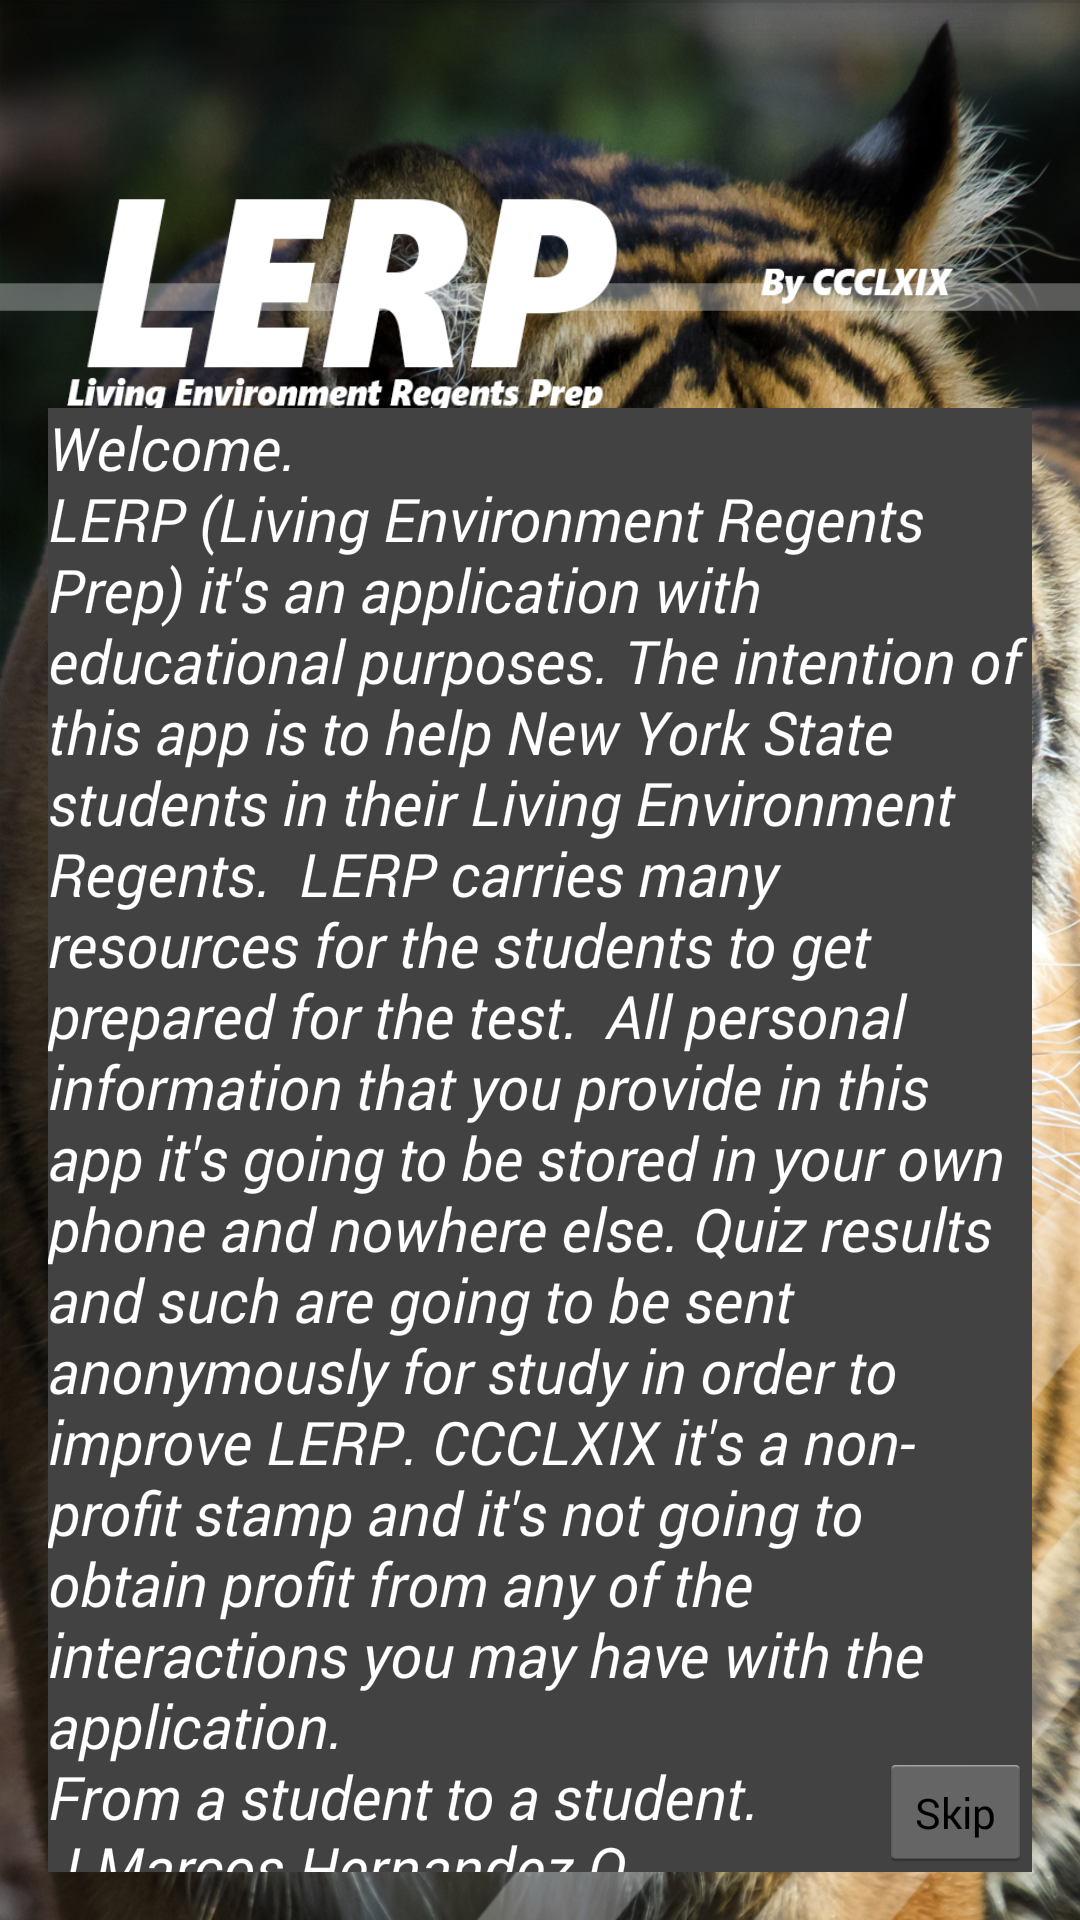 LERP
By CCCLXIX
Living Environment Regents Prep
Welcome.
LERP (Living Environment Regents
Prep) it's an application with
educational purposes. The intention of
this app is to help New York State
students in their Living Environment
Regents.  LERP carries many
resources for the students to get
prepared for the test.  All personal
information that you provide in this
app it's going to be stored in your own
phone and nowhere else. Quiz results
and such are going to be sent
anonymously for study in order to
improve LERP. CCCLXIX it's a non-
profit stamp and it's not going to
obtain profit from any of the
interactions you may have with the
application.
From a student to a student.
Marcos Hernandez
Skip